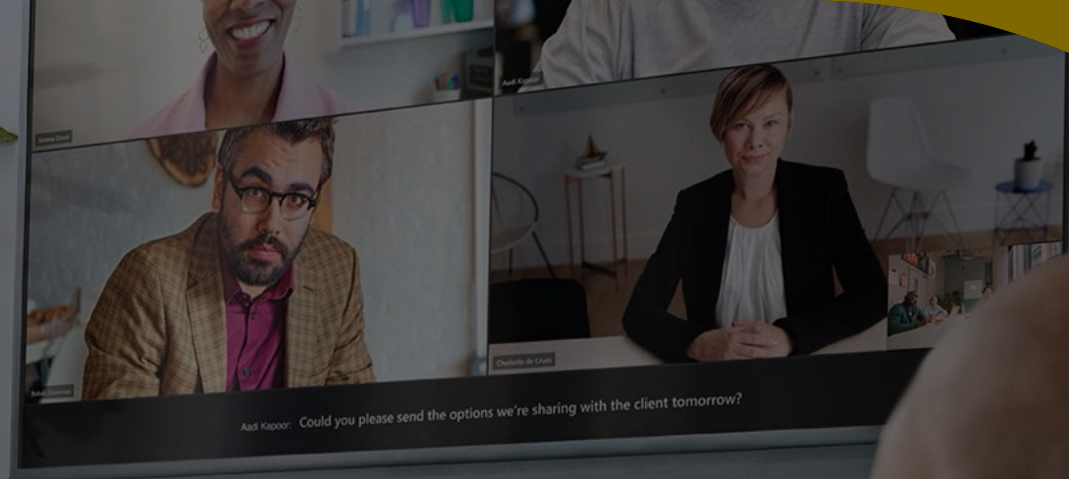 Aadi Kapoor
Charlotte de Crum
Aadi Kapoor: Could you please send the options we're sharing with the client tomorrow?